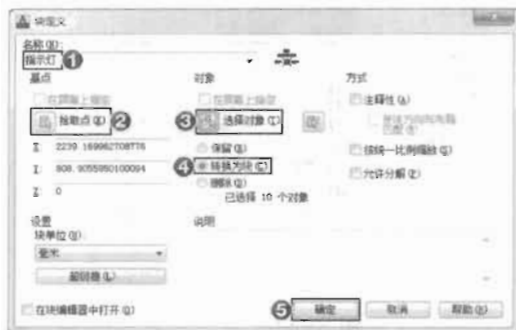 块定义
名称(N):
指示灯 1
基点
对象
方式
在屏幕上指定
在屏幕上指定
注释性(A)
拾取点(K) 2
3 选择对象(T)
使块方向与布局
匹配(M)
X: 2239.169962708776
保留(R)
按统一比例缩放(S)
Y: 808.9055950100094
4 转换为块(C)
允许分解(P)
Z: 0
删除(D)
已选择 10 个对象
设置
说明
块单位(U):
毫米
超链接(L)...
在块编辑器中打开(O)
5 确定
取消
帮助(H)